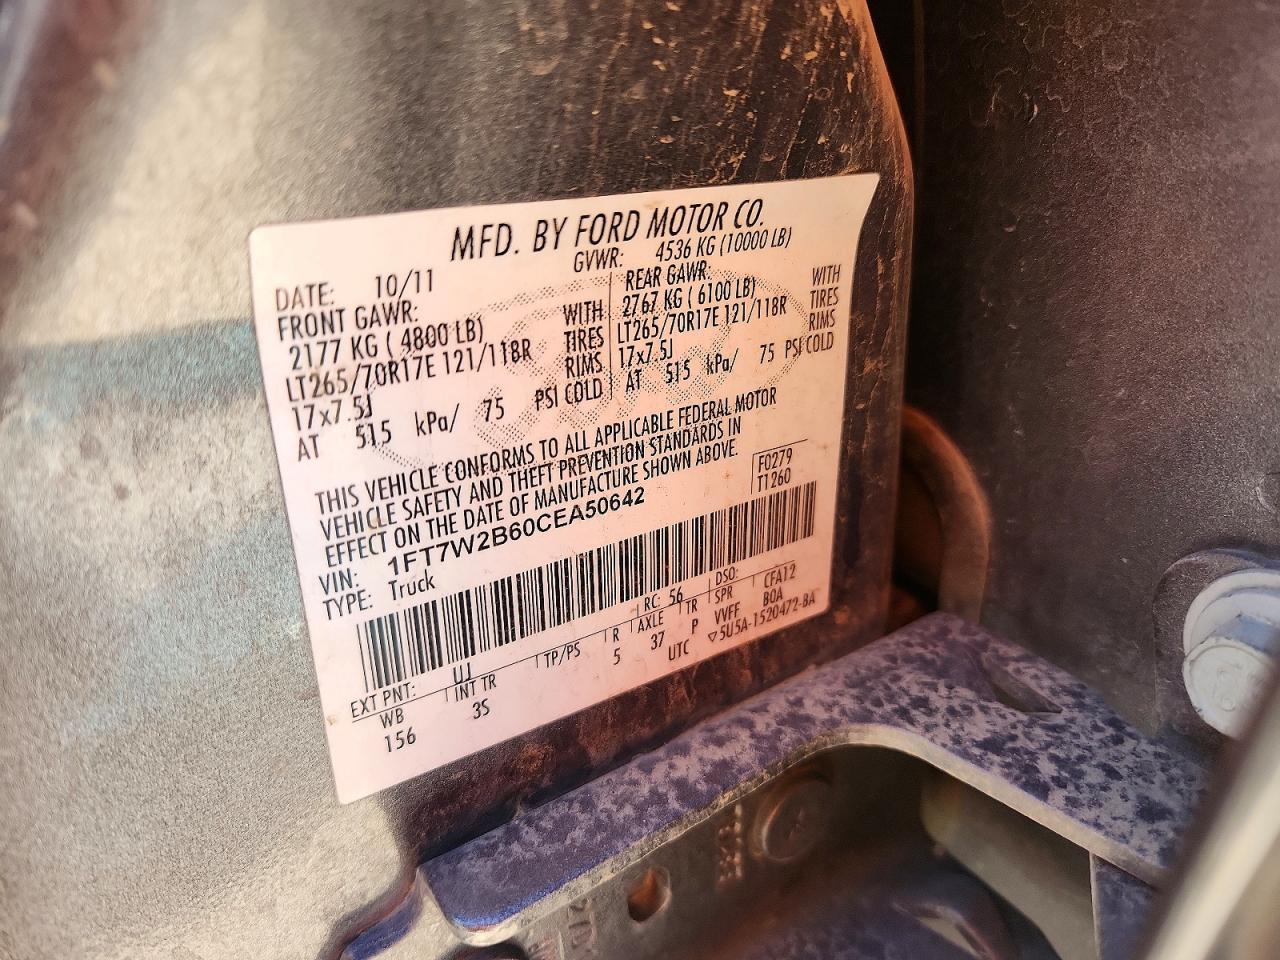 MFD. BY FORD MOTOR CO.
DATE: 10/11 GVWR: 4536 KG (10000 LB)
FRONT GAWR: REAR GAWR:
2177 KG ( 4800 LB) WITH 2767 KG ( 6100 LB) WITH
LT265/70R17E 121/118R TIRES LT265/70R17E 121/118R TIRES
17x7.5J RIMS 17x7.5J RIMS
AT 515 kPa/ 75 PSI COLD AT 515 kPa/ 75 PSI COLD
THIS VEHICLE CONFORMS TO ALL APPLICABLE FEDERAL MOTOR
VEHICLE SAFETY AND THEFT PREVENTION STANDARDS IN
EFFECT ON THE DATE OF MANUFACTURE SHOWN ABOVE.
VIN: 1FT7W2B60CEA50642 F0279
TYPE: Truck T1260
EXT PNT: UJ RC: 56 DSO:
WB INT TR TP/PS R AXLE TR SPR CFA12
156 3S 5 37 P VVFE BOA
UTC ▽5U5A-1520472-BA